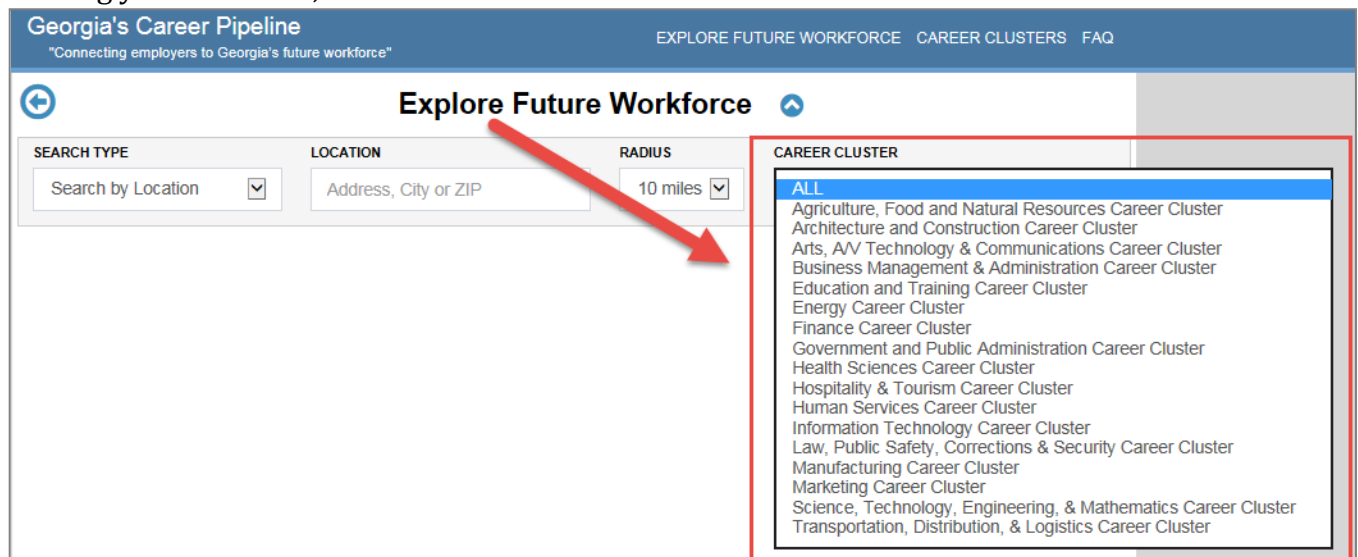 Georgia's Career Pipeline
"Connecting employers to Georgia's future workforce"
EXPLORE FUTURE WORKFORCE CAREER CLUSTERS FAQ
Explore Future Workforce
SEARCH TYPE LOCATION RADIUS CAREER CLUSTER
Search by Location Address, City or ZIP 10 miles
ALL
Agriculture, Food and Natural Resources Career Cluster
Architecture and Construction Career Cluster
Arts, A/V Technology & Communications Career Cluster
Business Management & Administration Career Cluster
Education and Training Career Cluster
Energy Career Cluster
Finance Career Cluster
Government and Public Administration Career Cluster
Health Sciences Career Cluster
Hospitality & Tourism Career Cluster
Human Services Career Cluster
Information Technology Career Cluster
Law, Public Safety, Corrections & Security Career Cluster
Manufacturing Career Cluster
Marketing Career Cluster
Science, Technology, Engineering, & Mathematics Career Cluster
Transportation, Distribution, & Logistics Career Cluster